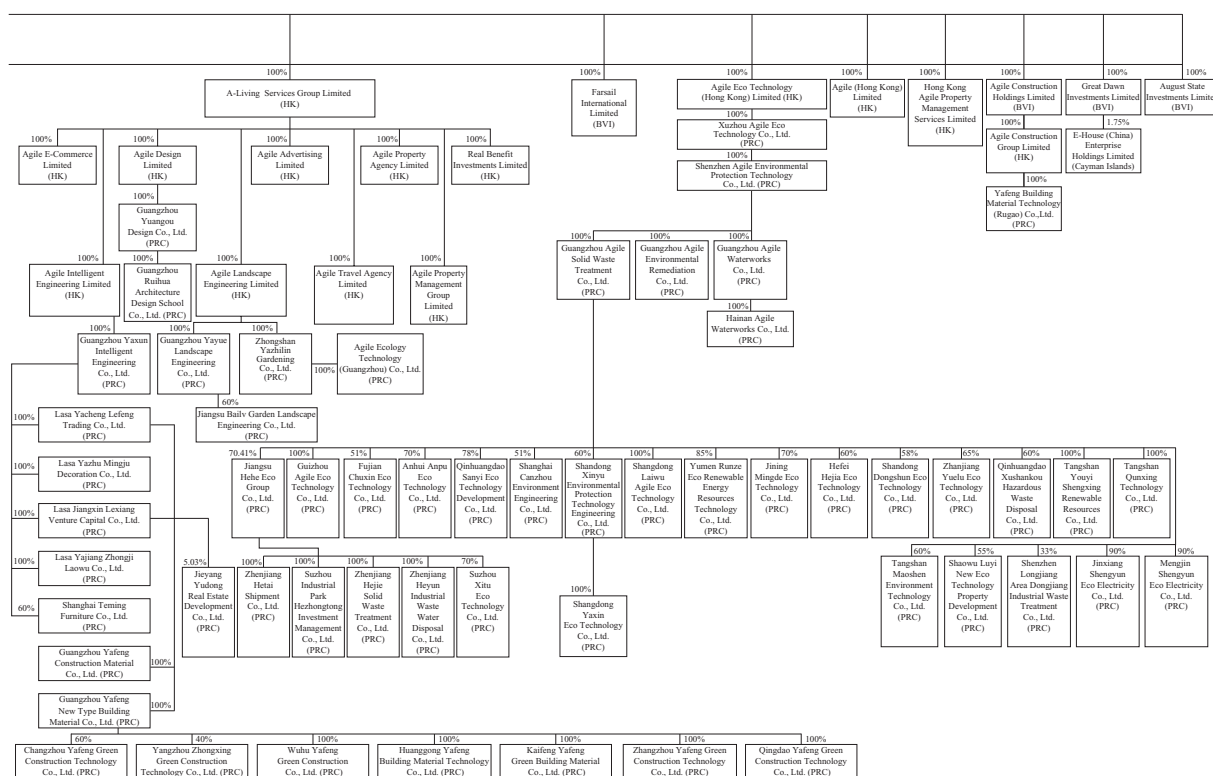 100%
A-Living Services Group Limited
(HK)
100%
Farsail
International
Limited
(BVI)
100%
Agile Eco Technology
(Hong Kong) Limited (HK)
100%
Agile (Hong Kong)
Limited
(HK)
100%
Hong Kong
Agile Property
Management
Services Limited
(HK)
100%
Agile Construction
Holdings Limited
(BVI)
100%
Great Dawn
Investments Limited
(BVI)
100%
August State
Investments Limited
(BVI)
100%
Xuzhou Agile Eco
Technology Co., Ltd.
(PRC)
100%
Agile Construction
Group Limited
(HK)
1.75%
E-House (China)
Enterprise
Holdings Limited
(Cayman Islands)
100%
Agile E-Commerce
Limited
(HK)
100%
Agile Design
Limited
(HK)
100%
Agile Advertising
Limited
(HK)
100%
Agile Property
Agency Limited
(HK)
100%
Real Benefit
Investments Limited
(HK)
100%
Shenzhen Agile Environmental
Protection Technology
Co., Ltd. (PRC)
100%
Yafeng Building
Material Technology
(Rugao) Co.,Ltd.
(PRC)
100%
Guangzhou
Yuangou
Design Co., Ltd.
(PRC)
100%
Guangzhou Agile
Solid Waste
Treatment
Co., Ltd.
(PRC)
100%
Guangzhou Agile
Environmental
Remediation
Co., Ltd.
(PRC)
100%
Guangzhou Agile
Waterworks
Co., Ltd.
(PRC)
100%
Agile Intelligent
Engineering Limited
(HK)
100%
Guangzhou
Ruihua
Architecture
Design School
Co., Ltd. (PRC)
100%
Agile Landscape
Engineering Limited
(HK)
Agile Travel Agency
Limited
(HK)
100%
Agile Property
Management
Group
Limited
(HK)
100%
Hainan Agile
Waterworks Co., Ltd.
(PRC)
100%
Guangzhou Yaxun
Intelligent
Engineering
Co., Ltd.
(PRC)
100%
Guangzhou Yayue
Landscape
Engineering
Co., Ltd.
(PRC)
100%
Zhongshan
Yazhilin
Gardening
Co., Ltd.
(PRC)
100%
Agile Ecology
Technology
(Guangzhou) Co., Ltd.
(PRC)
60%
Jiangsu Bailv Garden Landscape
Engineering Co., Ltd.
(PRC)
100%
Lasa Yacheng Lefeng
Trading Co., Ltd.
(PRC)
100%
Lasa Yazhu Mingju
Decoration Co., Ltd.
(PRC)
100%
Lasa Jiangxin Lexiang
Venture Capital Co., Ltd.
(PRC)
100%
Lasa Yajiang Zhongji
Laowu Co., Ltd.
(PRC)
60%
Shanghai Teming
Furniture Co., Ltd.
(PRC)
Guangzhou Yafeng
Construction Material
Co., Ltd. (PRC)
100%
Guangzhou Yafeng
New Type Building
Material Co., Ltd. (PRC)
100%
70.41%
Jiangsu
Hehe Eco
Group Co.,
Ltd.
(PRC)
100%
Guizhou
Agile Eco
Technology
Co., Ltd.
(PRC)
51%
Fujian
Chuxin Eco
Technology
Co., Ltd.
(PRC)
70%
Anhui Anpu
Eco
Technology
Co., Ltd.
(PRC)
78%
Qinhuangdao
Sanyi Eco
Technology
Development
Co., Ltd.
(PRC)
51%
Shanghai
Canzhou
Environment
Engineering
Co., Ltd.
(PRC)
60%
Shandong
Xinyu
Environmental
Protection
Technology
Engineering
Co., Ltd.
(PRC)
100%
Shangdong
Laiwu
Agile Eco
Technology
Co., Ltd.
(PRC)
85%
Yumen Runze
Eco Renewable
Energy
Resources
Technology
Co., Ltd.
(PRC)
70%
Jining
Mingde Eco
Technology
Co., Ltd.
(PRC)
60%
Hefei
Hejia Eco
Technology
Co., Ltd.
(PRC)
58%
Shandong
Dongshun Eco
Technology
Co., Ltd.
(PRC)
65%
Zhanjiang
Yuelu Eco
Technology
Co., Ltd.
(PRC)
60%
Qinhuangdao
Xushankou
Hazardous
Waste
Disposal
Co., Ltd.
(PRC)
100%
Tangshan
Youyi
Shengxing
Renewable
Resources
Co., Ltd.
(PRC)
100%
Tangshan
Qunxing
Technology
Co., Ltd.
(PRC)
5.03%
Jieyang
Yudong
Real Estate
Development
Co., Ltd.
(PRC)
100%
Zhenjiang
Hetai
Shipment
Co., Ltd.
(PRC)
100%
Suzhou
Industrial
Park
Hezhongtong
Investment
Management
Co., Ltd.
(PRC)
100%
Zhenjiang
Hejie
Solid
Waste
Treatment
Co., Ltd.
(PRC)
100%
Zhenjiang
Heyun
Industrial
Waste
Water
Disposal
Co., Ltd.
(PRC)
70%
Suzhou
Xitu
Eco
Technology
Co., Ltd.
(PRC)
Shangdong
Yaxin
Eco Technology
Co., Ltd.
(PRC)
60%
Tangshan
Maoshen
Environment
Technology
Co., Ltd.
(PRC)
55%
Shaowu Luyi
New Eco
Technology
Property
Development
Co., Ltd.
(PRC)
33%
Shenzhen
Longjiang
Area Dongjiang
Industrial Waste
Treatment
Co., Ltd.
(PRC)
90%
Jinxiang
Shengyun
Eco Electricity
Co., Ltd.
(PRC)
90%
Mengjin
Shengyun
Eco Electricity
Co., Ltd.
(PRC)
100%
60%
Changzhou Yafeng Green
Construction Technology
Co., Ltd. (PRC)
40%
Yangzhou Zhongxing
Green Construction
Technology Co., Ltd. (PRC)
100%
Wuhu Yafeng
Green Construction
Co., Ltd. (PRC)
100%
Huanggong Yafeng
Building Material Technology
Co., Ltd. (PRC)
100%
Kaifeng Yafeng
Green Building Material
Co., Ltd. (PRC)
100%
Zhangzhou Yafeng Green
Construction Technology
Co., Ltd. (PRC)
100%
Qingdao Yafeng Green
Construction Technology
Co., Ltd. (PRC)